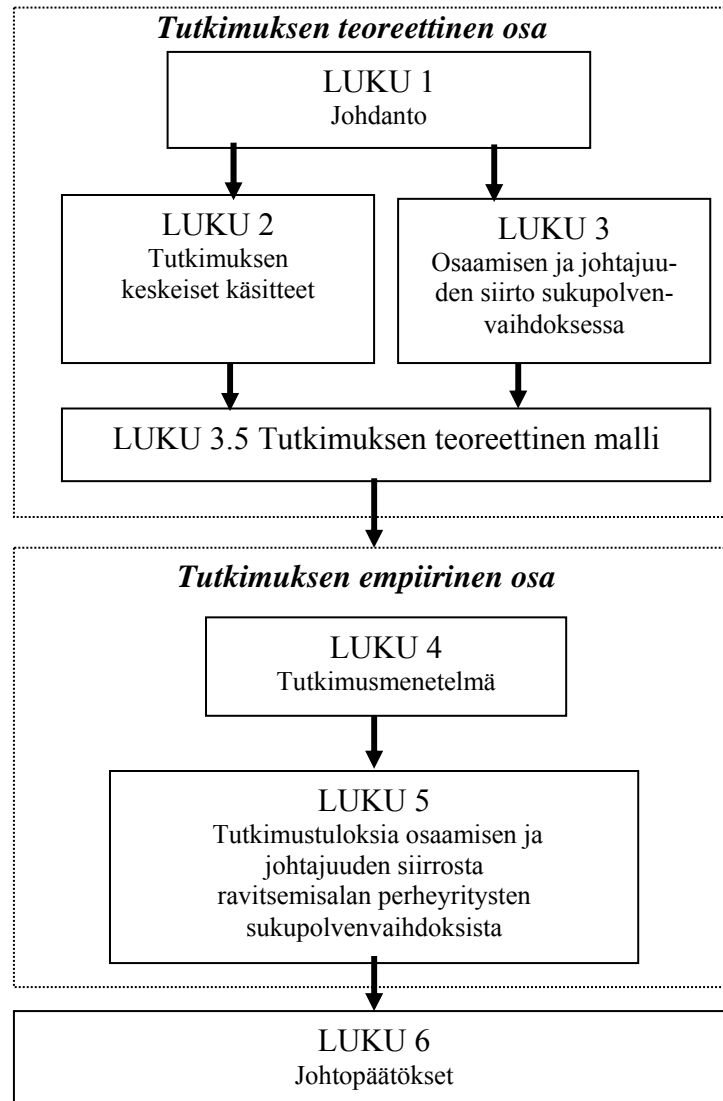 Tutkimuksen teoreettinen osa
LUKU 1
Johdanto
LUKU 2
Tutkimuksen
keskeiset käsitteet
LUKU 3
Osaamisen ja johtajuu-
den siirto sukupolven-
vaihdoksessa
LUKU 3.5 Tutkimuksen teoreettinen malli
Tutkimuksen empiirinen osa
LUKU 4
Tutkimusmenetelmä
LUKU 5
Tutkimustuloksia osaamisen ja
johtajuuden siirrosta
ravitsemisalan perheyritysten
sukupolvenvaihdoksista
LUKU 6
Johtopäätökset